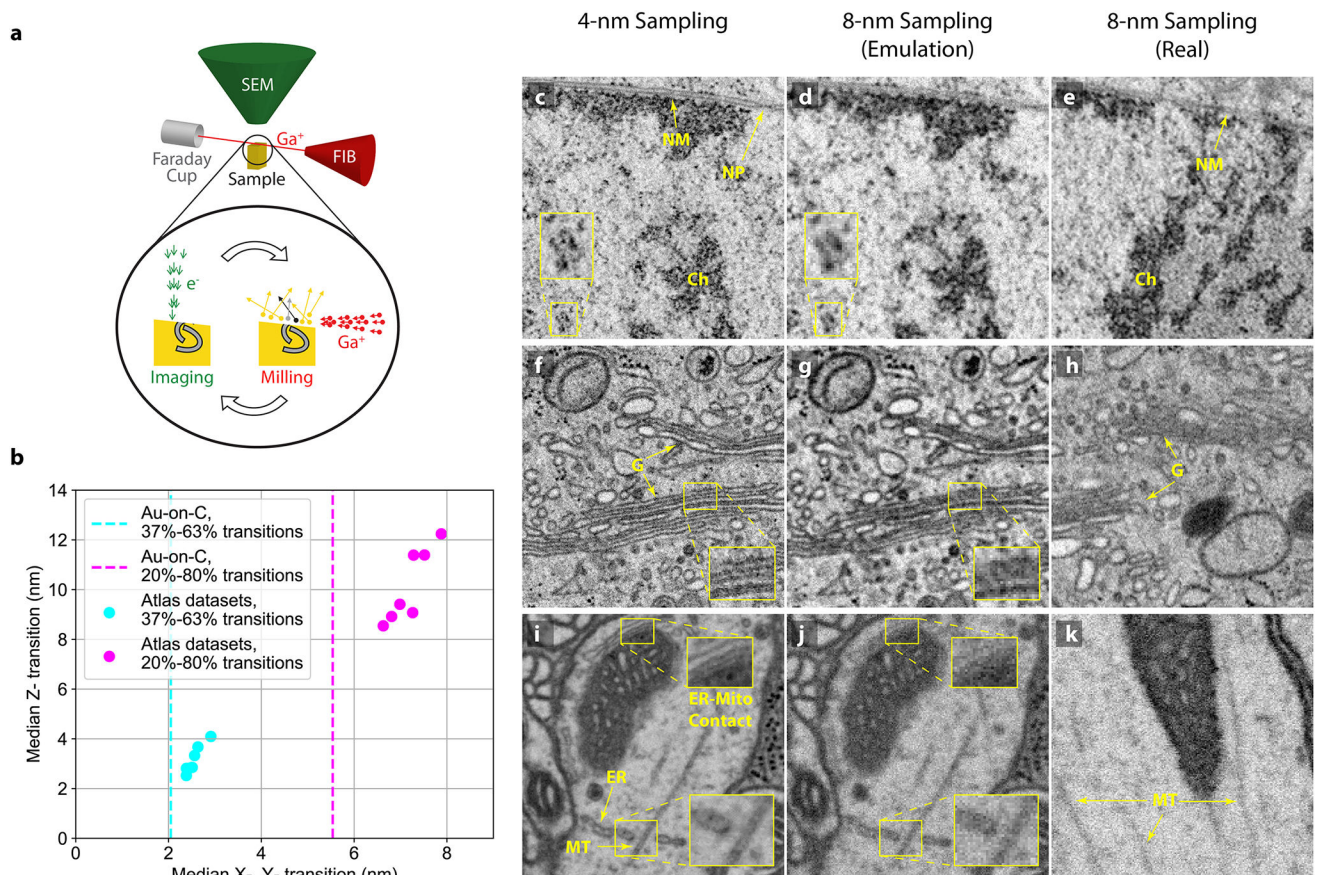 a
SEM
Ga⁺
FIB
Faraday
Cup
Sample
e⁻
Ga⁺
Imaging
Milling
b
14
12
10
8
6
4
2
0
0
2
4
6
8
Median Z- transition (nm)
Median X-, Y- transition (nm)
Au-on-C,
37%-63% transitions
Au-on-C,
20%-80% transitions
Atlas datasets,
37%-63% transitions
Atlas datasets,
20%-80% transitions
4-nm Sampling
8-nm Sampling
(Emulation)
8-nm Sampling
(Real)
c
NM
NP
Ch
d
e
NM
Ch
f
G
g
h
G
i
ER-Mito
Contact
ER
MT
j
k
MT